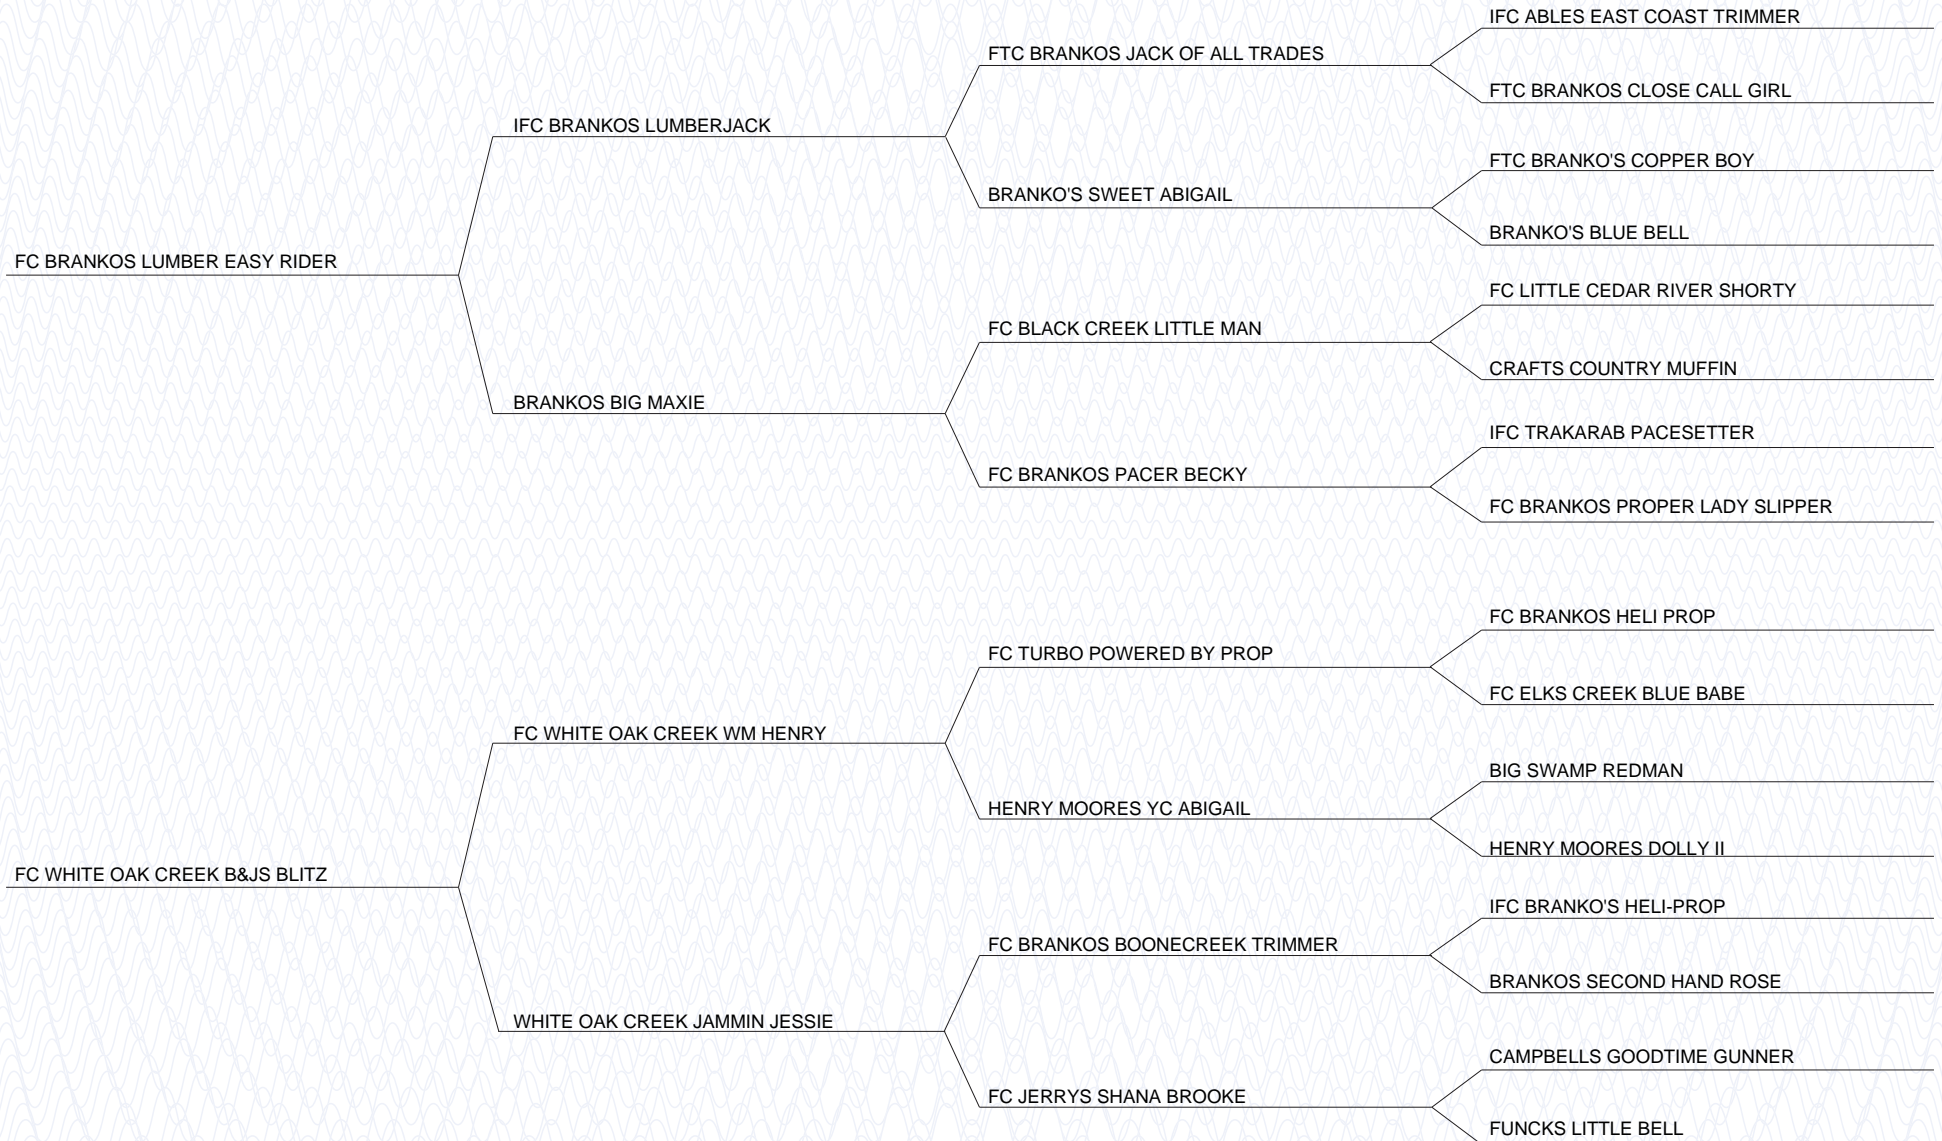 IFC ABLES EAST COAST TRIMMER
FTC BRANKOS JACK OF ALL TRADES
FTC BRANKOS CLOSE CALL GIRL
IFC BRANKOS LUMBERJACK
FTC BRANKO'S COPPER BOY
BRANKO'S SWEET ABIGAIL
BRANKO'S BLUE BELL
FC BRANKOS LUMBER EASY RIDER
FC LITTLE CEDAR RIVER SHORTY
FC BLACK CREEK LITTLE MAN
CRAFTS COUNTRY MUFFIN
BRANKOS BIG MAXIE
IFC TRAKARAB PACESETTER
FC BRANKOS PACER BECKY
FC BRANKOS PROPER LADY SLIPPER
FC BRANKOS HELI PROP
FC TURBO POWERED BY PROP
FC ELKS CREEK BLUE BABE
FC WHITE OAK CREEK WM HENRY
BIG SWAMP REDMAN
HENRY MOORES YC ABIGAIL
HENRY MOORES DOLLY II
FC WHITE OAK CREEK B&JS BLITZ
IFC BRANKO'S HELI-PROP
FC BRANKOS BOONECREEK TRIMMER
BRANKOS SECOND HAND ROSE
WHITE OAK CREEK JAMMIN JESSIE
CAMPBELLS GOODTIME GUNNER
FC JERRYS SHANA BROOKE
FUNCKS LITTLE BELL